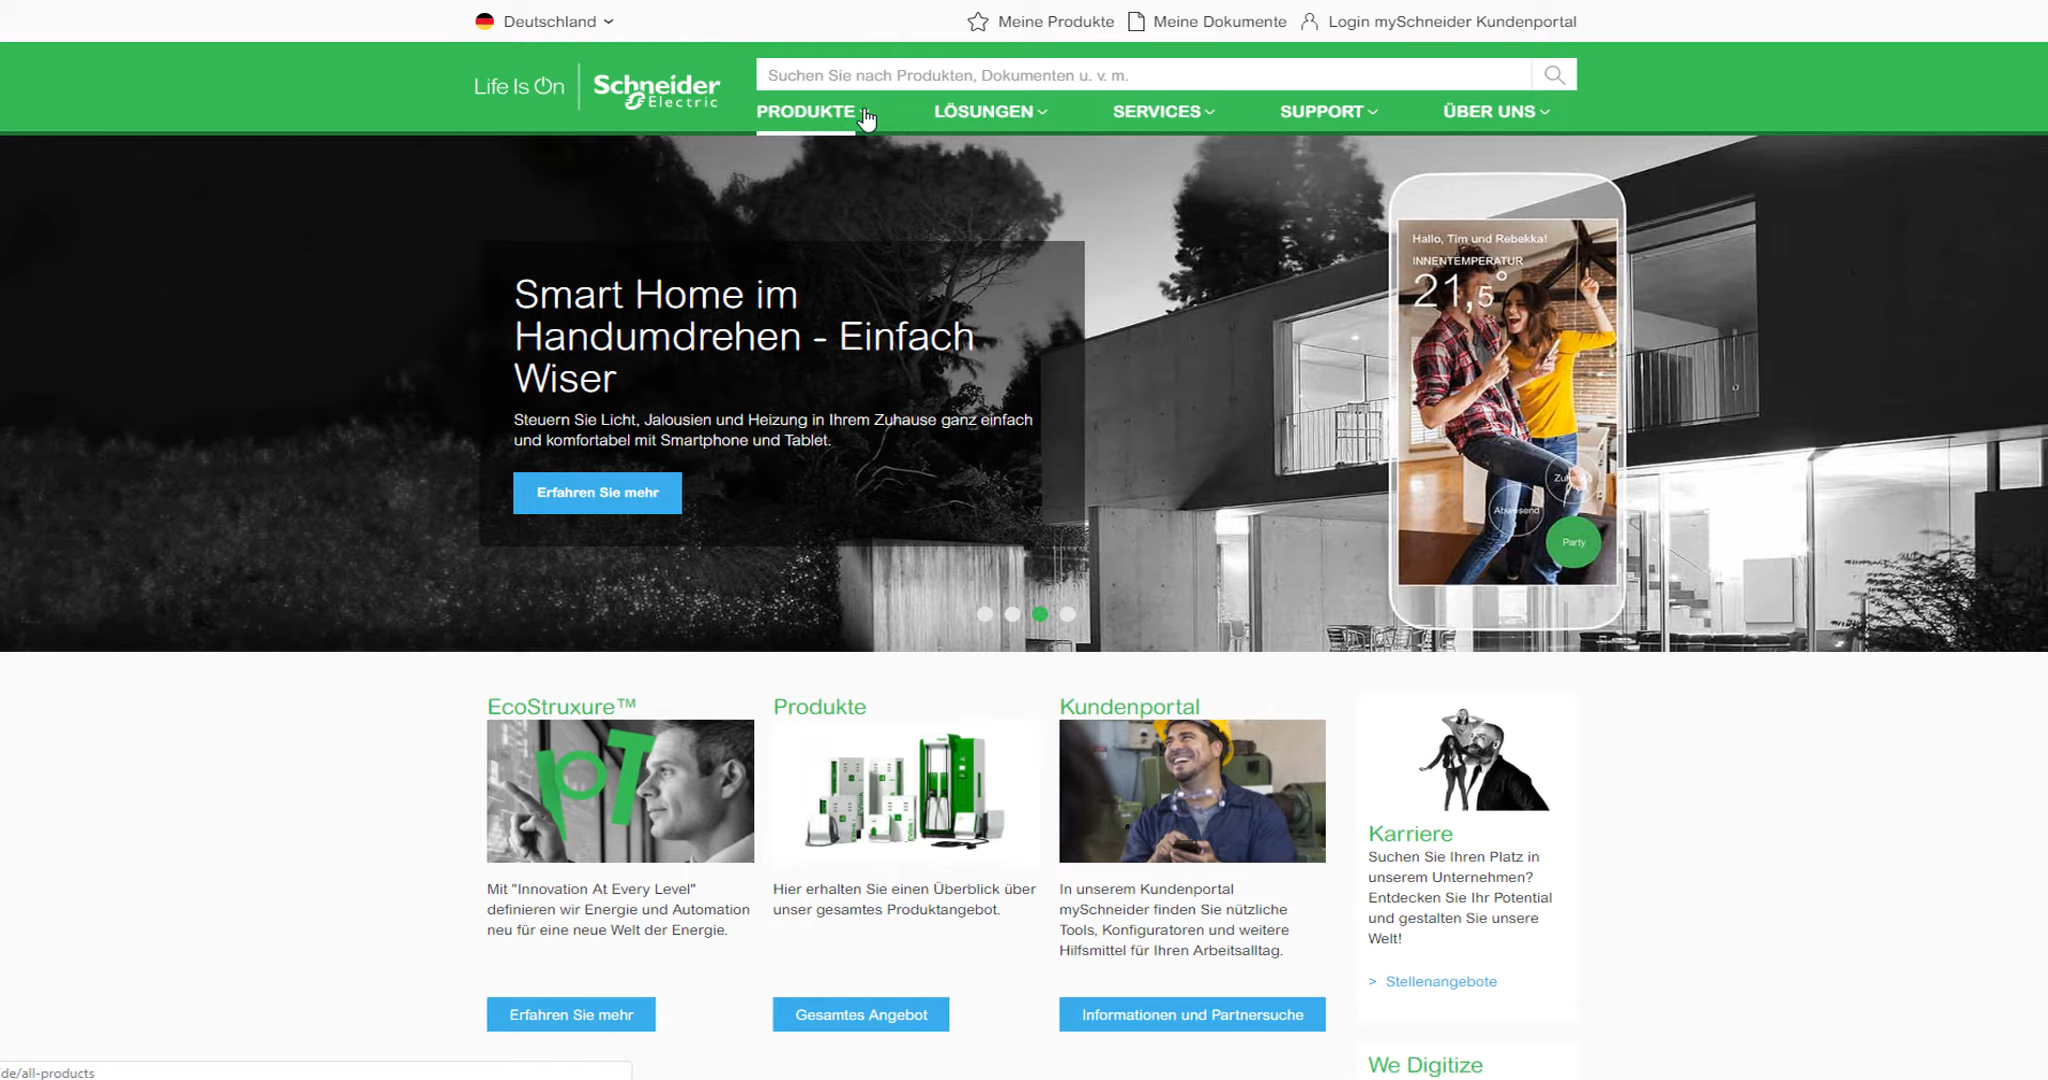 Deutschland
Meine Produkte
Meine Dokumente
Login mySchneider Kundenportal
Life Is On
Schneider
Electric
Suchen Sie nach Produkten, Dokumenten u. v. m.
PRODUKTE
LÖSUNGEN
SERVICES
SUPPORT
ÜBER UNS
Smart Home im
Handumdrehen - Einfach
Wiser
Steuern Sie Licht, Jalousien und Heizung in Ihrem Zuhause ganz einfach
und komfortabel mit Smartphone und Tablet.
Erfahren Sie mehr
Hallo, Tim und Rebekka!
INNENTEMPERATUR
21,5°
Abwesend
Party
EcoStruxure™
IoT
Mit "Innovation At Every Level"
definieren wir Energie und Automation
neu für eine neue Welt der Energie.
Erfahren Sie mehr
Produkte
Hier erhalten Sie einen Überblick über
unser gesamtes Produktangebot.
Gesamtes Angebot
Kundenportal
In unserem Kundenportal
mySchneider finden Sie nützliche
Tools, Konfiguratoren und weitere
Hilfsmittel für Ihren Arbeitsalltag.
Informationen und Partnersuche
Karriere
Suchen Sie Ihren Platz in
unserem Unternehmen?
Entdecken Sie Ihr Potential
und gestalten Sie unsere
Welt!
> Stellenangebote
We Digitize
de/all-products